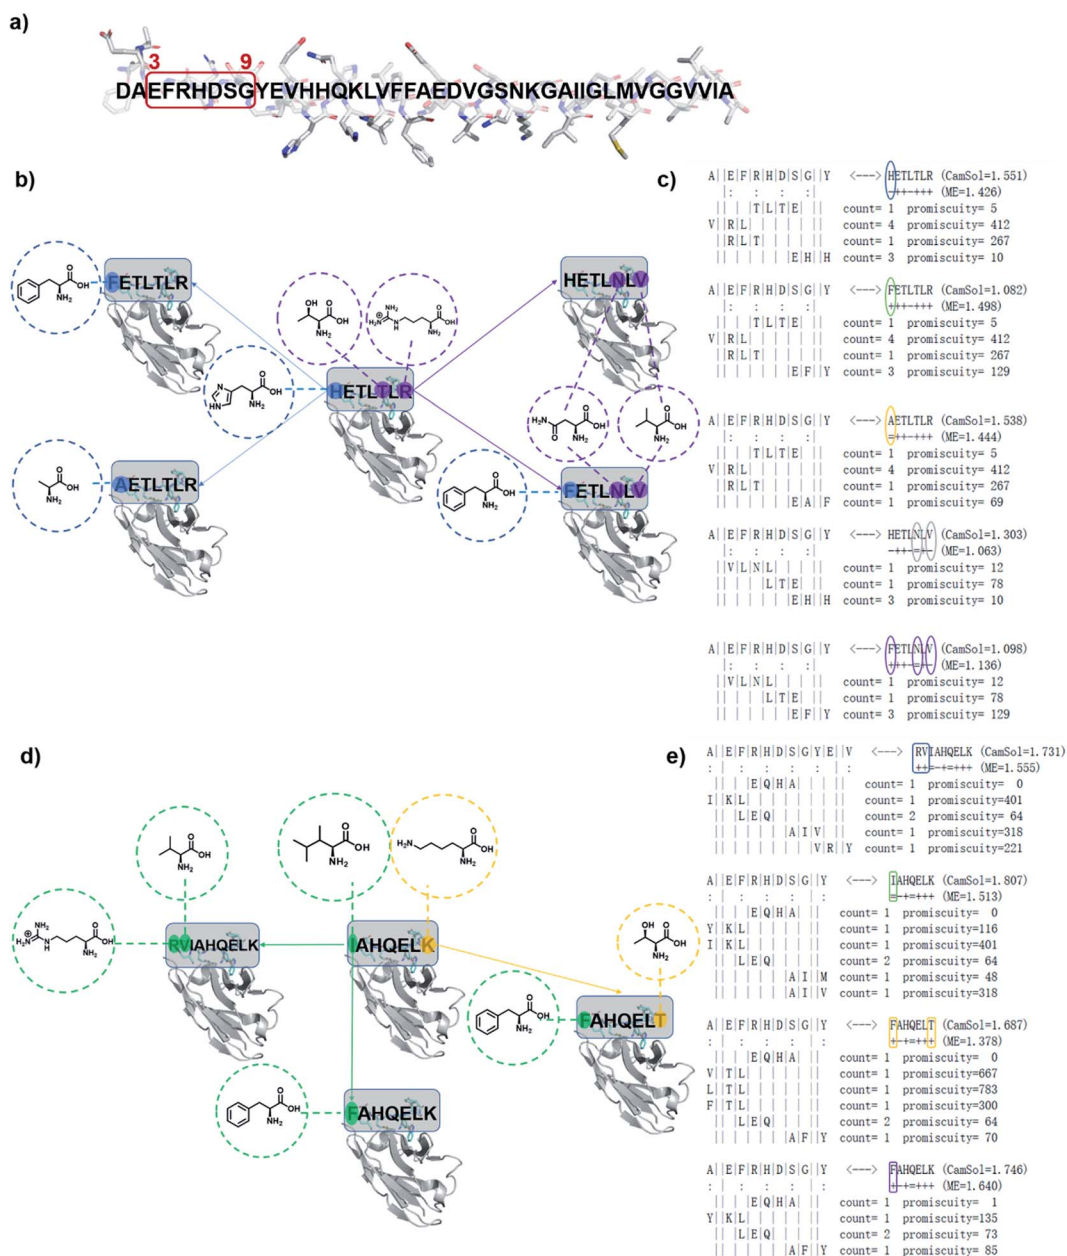 a)
3 9
DAEFRHDSGYEVHHQKLVFFAEDVGSNKGAIIGLMVGGVVIA
b)
FETLTLR
HETLNLV
HETLTLR
AETLTLR
FETLNLV
c)
A||E|F|R|H|D|S|G||Y <---> HETLTLR (CamSol=1.551)
|: : : :| -++-+++ (ME=1.426)
|| | |T|L|T|E| || count= 1 promiscuity= 5
V||R|L| | | | | || count= 4 promiscuity= 412
||R|L|T | | | | || count= 1 promiscuity= 267
|| | | | | |E|H||H count= 3 promiscuity= 10
A||E|F|R|H|D|S|G||Y <---> FETLTLR (CamSol=1.082)
|: : : :| +++-+++ (ME=1.498)
|| | |T|L|T|E| || count= 1 promiscuity= 5
V||R|L| | | | | || count= 4 promiscuity= 412
||R|L|T | | | | || count= 1 promiscuity= 267
|| | | | | |E|F||Y count= 3 promiscuity= 129
A||E|F|R|H|D|S|G||Y <---> AETLTLR (CamSol=1.538)
|: : : :| =++-+++ (ME=1.444)
|| | |T|L|T|E| || count= 1 promiscuity= 5
V||R|L| | | | | || count= 4 promiscuity= 412
||R|L|T | | | | || count= 1 promiscuity= 267
|| | | | | |E|A||F count= 1 promiscuity= 69
A||E|F|R|H|D|S|G||Y <---> HETLNLV (CamSol=1.303)
|: : : :| -++-=+- (ME=1.063)
||V|L|N|L| | | || count= 1 promiscuity= 12
|| | | |L|T|E| || count= 1 promiscuity= 78
|| | | | | |E|H||H count= 3 promiscuity= 10
A||E|F|R|H|D|S|G||Y <---> FETLNLV (CamSol=1.098)
|: : : :| +++-=+- (ME=1.136)
||V|L|N|L| | | || count= 1 promiscuity= 12
|| | | |L|T|E| || count= 1 promiscuity= 78
|| | | | | |E|F||Y count= 3 promiscuity= 129
d)
RVIAHQELK
IAHQELK
FAHQELT
FAHQELK
e)
A||E|F|R|H|D|S|G|Y|E||V <---> RVIAHQELK (CamSol=1.731)
: |: : : : :| : ++=-+=+++ (ME=1.555)
|| | |E|Q|H|A| | | || count= 1 promiscuity= 0
I||K|L| | | | | | | || count= 1 promiscuity=401
|| |L|E|Q| | | | | || count= 2 promiscuity= 64
|| | | | | |A|I|V| || count= 1 promiscuity=318
|| | | | | | | |V|R||Y count= 1 promiscuity=221
A||E|F|R|H|D|S|G||Y <---> IAHQELK (CamSol=1.807)
: |: : : :| : =-+=+++ (ME=1.513)
|| | |E|Q|H|A| || count= 1 promiscuity= 0
Y||K|L| | | | | || count= 1 promiscuity=116
I||K|L| | | | | || count= 1 promiscuity=401
|| |L|E|Q| | | || count= 2 promiscuity= 64
|| | | | | |A|I||M count= 1 promiscuity= 48
|| | | | | |A|I||V count= 1 promiscuity=318
A||E|F|R|H|D|S|G||Y <---> FAHQELT (CamSol=1.687)
: |: : : :| : +-+=+++ (ME=1.378)
|| | |E|Q|H|A| || count= 1 promiscuity= 0
V||T|L| | | | | || count= 1 promiscuity=667
L||T|L| | | | | || count= 1 promiscuity=783
F||T|L| | | | | || count= 1 promiscuity=300
|| |L|E|Q| | | || count= 2 promiscuity= 64
|| | | | | |A|F||Y count= 1 promiscuity= 70
A||E|F|R|H|D|S|G||Y <---> FAHQELK (CamSol=1.746)
: |: : : :| : +-+=+++ (ME=1.640)
|| | |E|Q|H|A| || count= 1 promiscuity= 1
Y||K|L| | | | | || count= 1 promiscuity=135
|| |L|E|Q| | | || count= 2 promiscuity= 73
|| | | | | |A|F||Y count= 1 promiscuity= 85